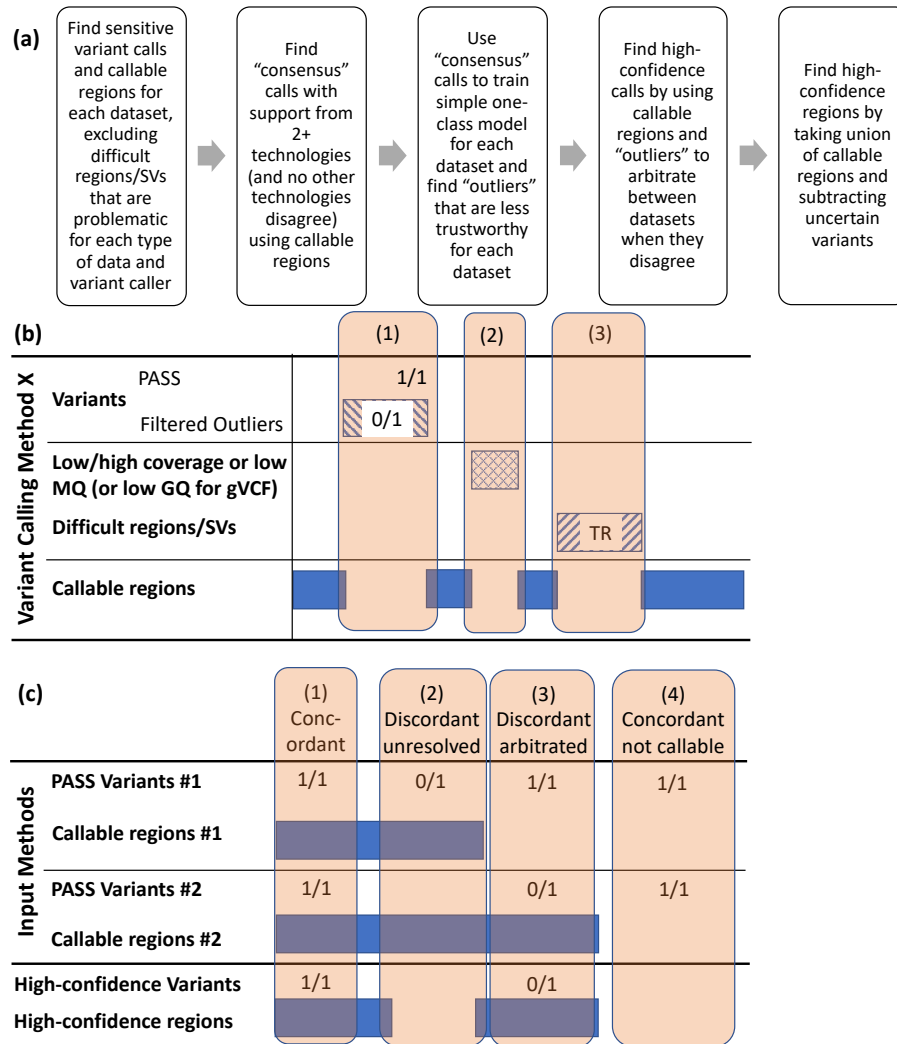 (a)
Find sensitive
variant calls
and callable
regions for
each dataset,
excluding
difficult
regions/SVs
that are
problematic
for each type
of data and
variant caller
Find
“consensus”
calls with
support from
2+
technologies
(and no other
technologies
disagree)
using callable
regions
Use
“consensus”
calls to train
simple one-
class model
for each
dataset and
find “outliers”
that are less
trustworthy
for each
dataset
Find high-
confidence
calls by using
callable
regions and
“outliers” to
arbitrate
between
datasets
when they
disagree
Find high-
confidence
regions by
taking union
of callable
regions and
subtracting
uncertain
variants
(b)
(1)
(2)
(3)
Variant Calling Method X
PASS
1/1
Variants
Filtered Outliers
0/1
Low/high coverage or low
MQ (or low GQ for gVCF)
Difficult regions/SVs
TR
Callable regions
(c)
(1)
Conc-
ordant
(2)
Discordant
unresolved
(3)
Discordant
arbitrated
(4)
Concordant
not callable
Input Methods
PASS Variants #1
1/1
0/1
1/1
1/1
Callable regions #1
PASS Variants #2
1/1
0/1
1/1
Callable regions #2
High-confidence Variants
1/1
0/1
High-confidence regions